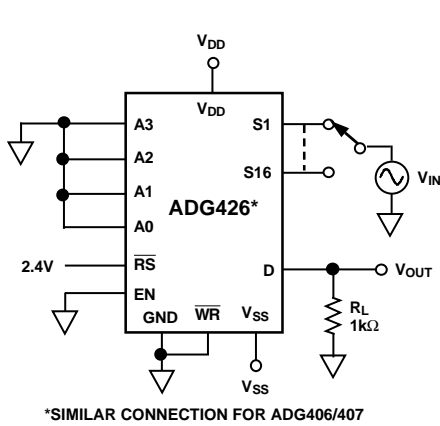 VDD
VDD
A3
S1
A2
S16
VIN
A1
ADG426*
A0
2.4V
RS
D
VOUT
EN
RL
1kΩ
GND
WR
VSS
VSS
*SIMILAR CONNECTION FOR ADG406/407